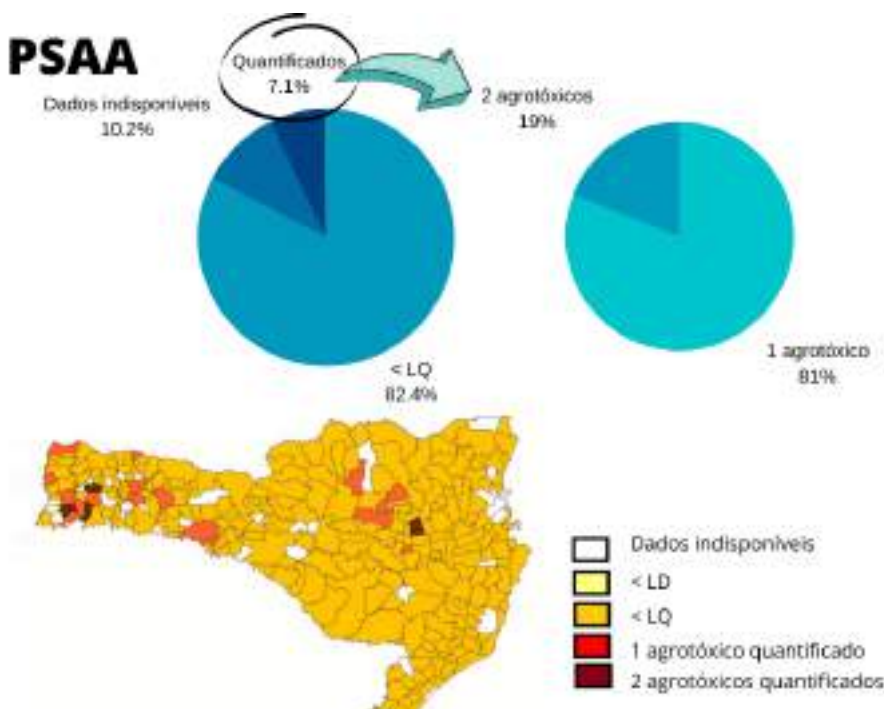 PSAA
Quantificados
7.1%
Dados indisponíveis
10.2%
2 agrotóxicos
19%
< LQ
82.4%
1 agrotóxico
81%
Dados indisponíveis
< LD
< LQ
1 agrotóxico quantificado
2 agrotóxicos quantificados